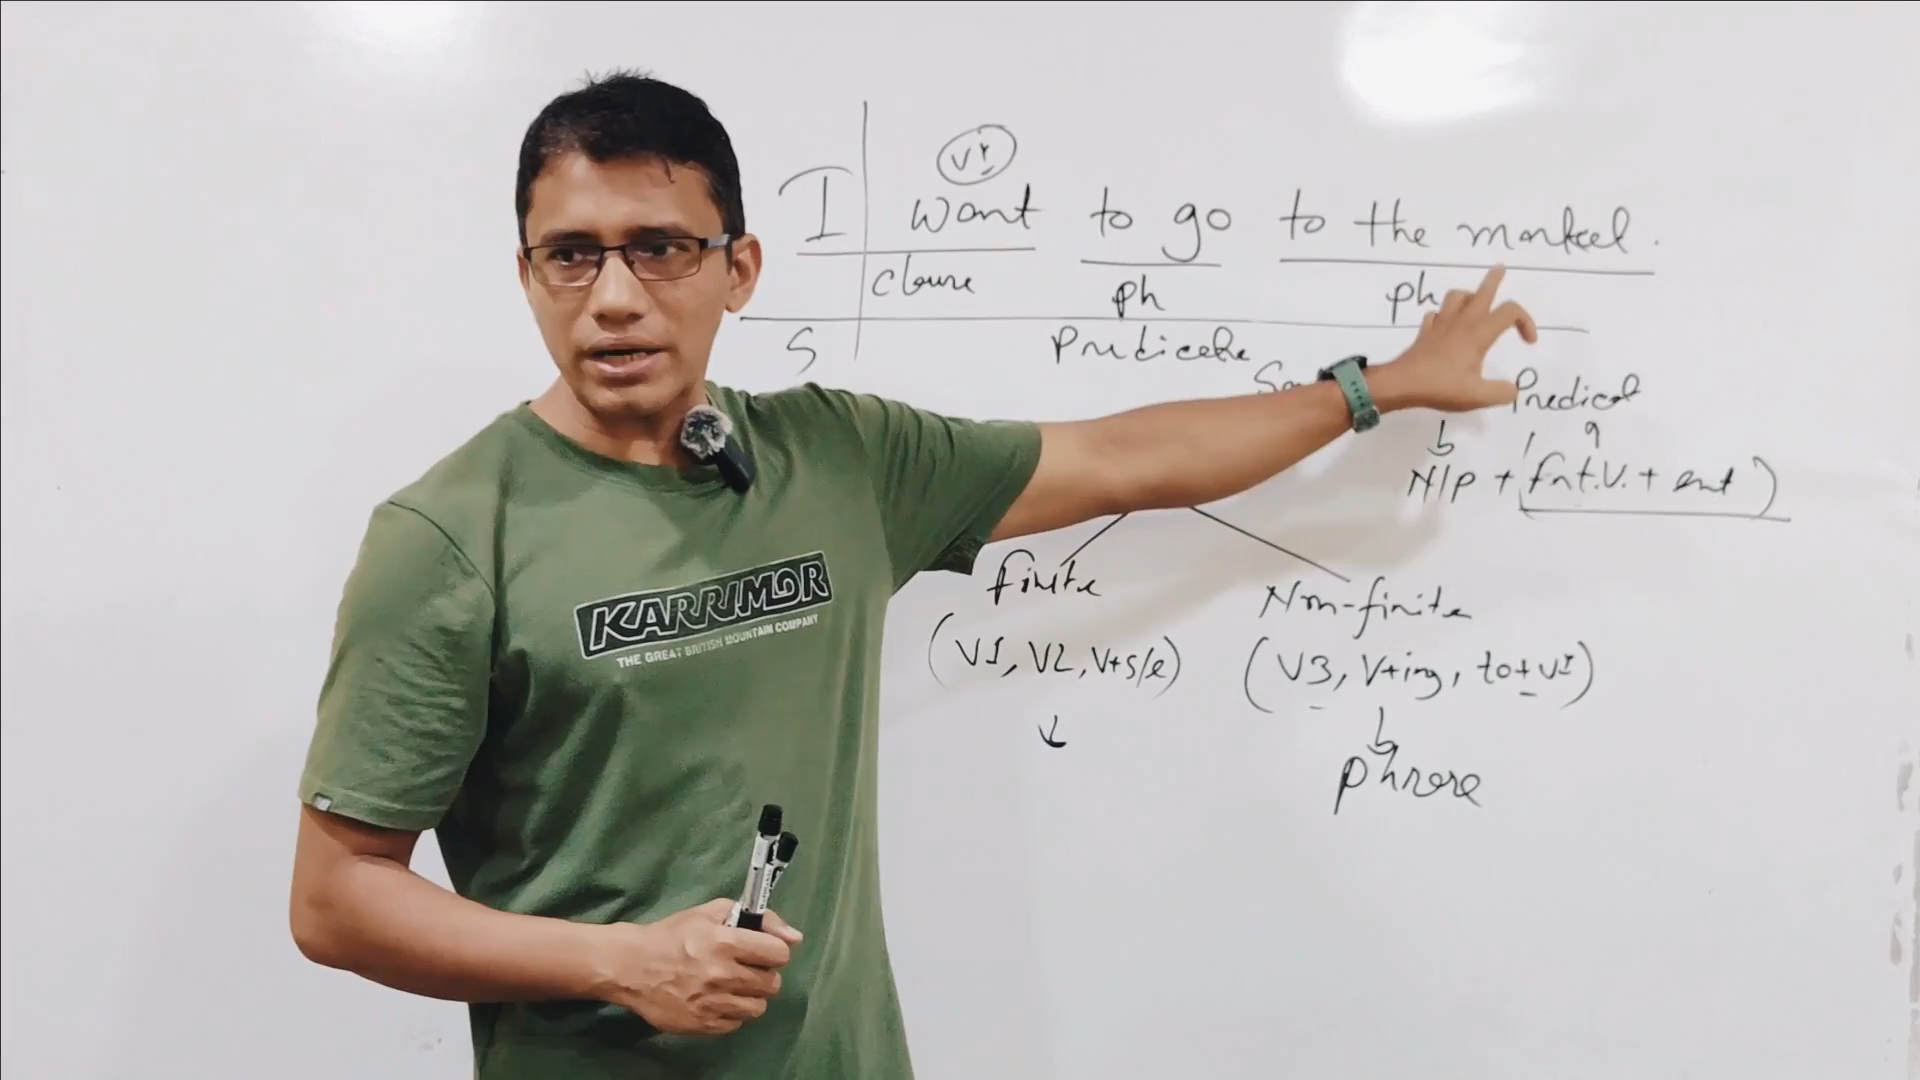 V1
I want to go to the market.
Clause ph ph
S Predicate
Predicat
N/P + (fnt.V. + ext)
finite Non-finite
(V1, V2, V+s/e) (V3, V+ing, to+V1)
phrase
KARRIMOR
THE GREAT BRITISH MOUNTAIN COMPANY